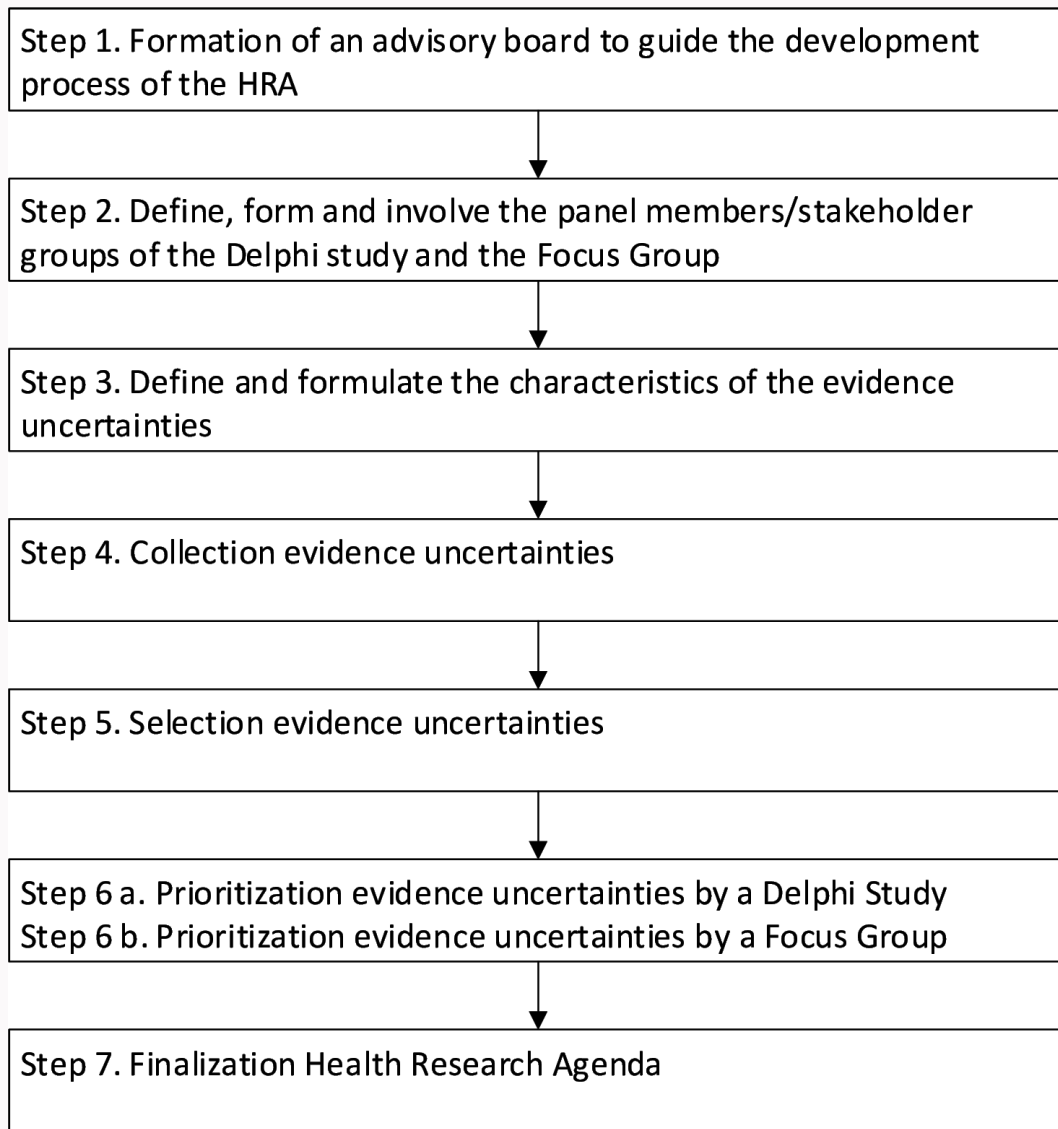 Step 1. Formation of an advisory board to guide the development
process of the HRA
Step 2. Define, form and involve the panel members/stakeholder
groups of the Delphi study and the Focus Group
Step 3. Define and formulate the characteristics of the evidence
uncertainties
Step 4. Collection evidence uncertainties
Step 5. Selection evidence uncertainties
Step 6 a. Prioritization evidence uncertainties by a Delphi Study
Step 6 b. Prioritization evidence uncertainties by a Focus Group
Step 7. Finalization Health Research Agenda